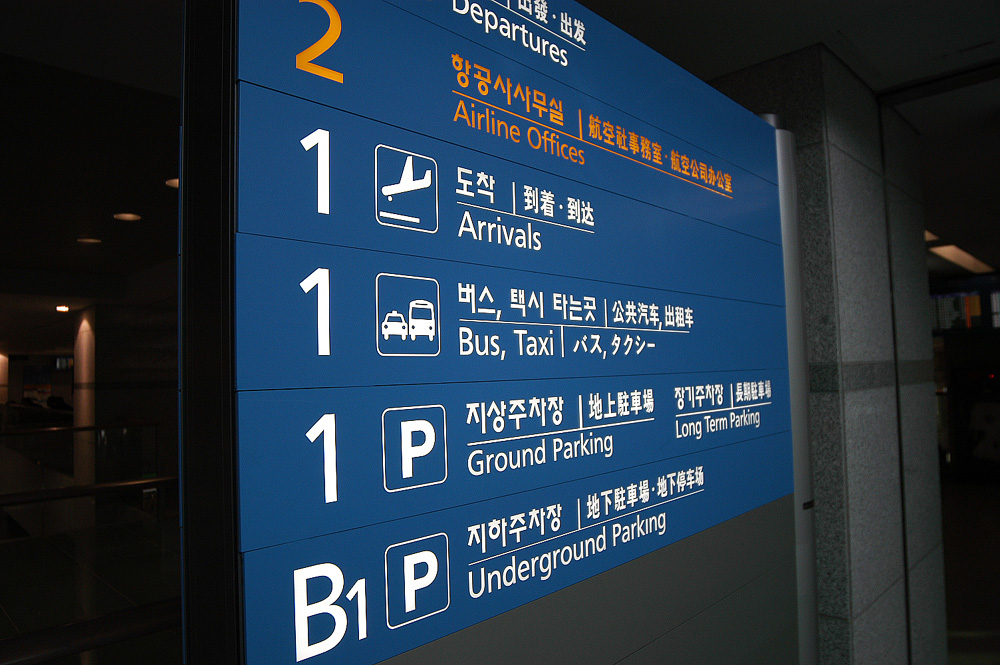 出發 · 出发
Departures
2
항공사사무실 | 航空社事務室 · 航空公司办公室
Airline Offices
1
도착 | 到着 · 到达
Arrivals
1
버스, 택시 타는곳 | 公共汽车, 出租车
Bus, Taxi | バス, タクシー
1
P
지상주차장 | 地上駐車場
Ground Parking
장기주차장 | 長期駐車場
Long Term Parking
B1
P
지하주차장 | 地下駐車場 · 地下停车场
Underground Parking